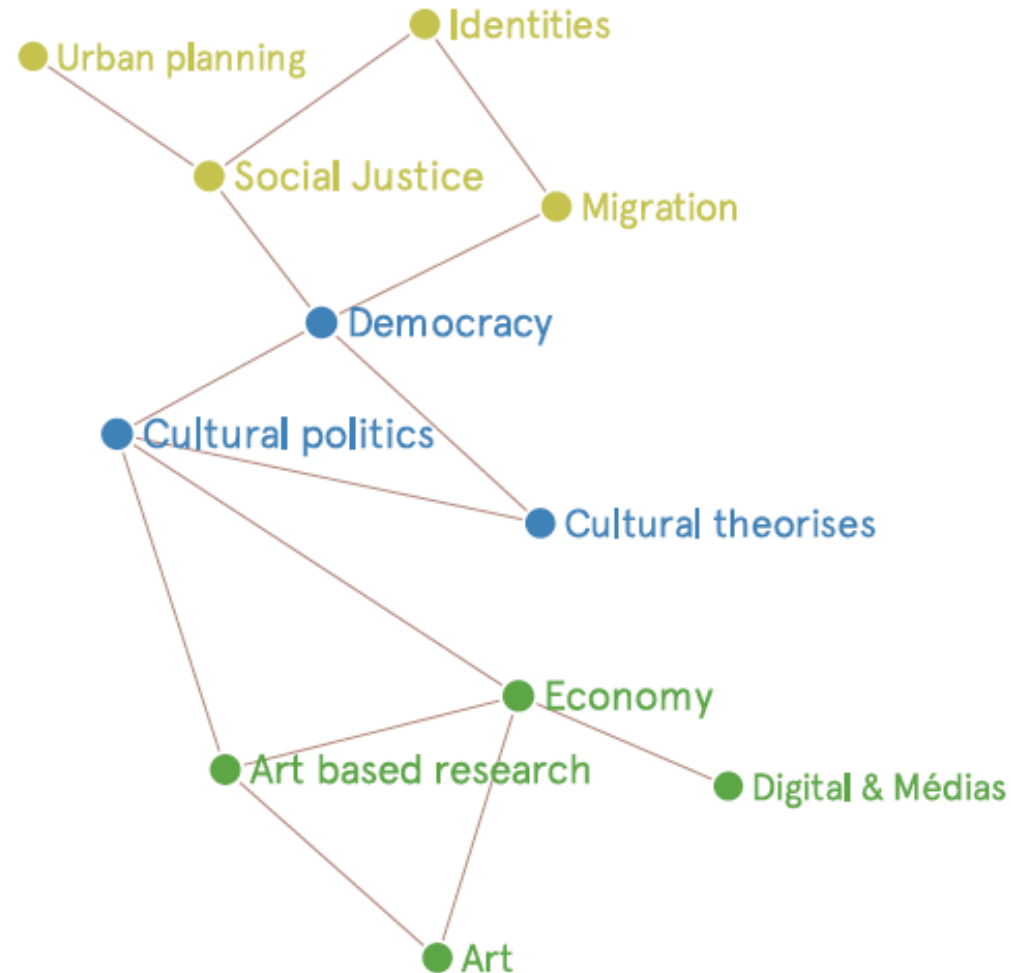 Identities
Urban planning
Social Justice
Migration
Democracy
Cultural politics
Cultural theorises
Economy
Art based research
Digital & Médias
Art